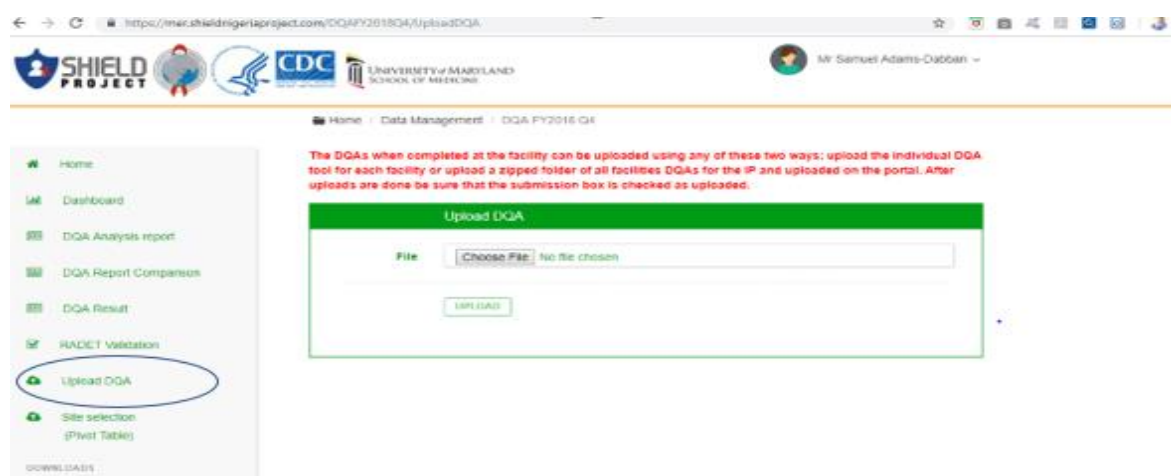 https://mer.shieldnigeriaproject.com/DQAFY2018Q4/UploadDQA
SHIELD
PROJECT
CDC
UNIVERSITY of MARYLAND
SCHOOL OF MEDICINE
Mr Samuel Adams-Dabban
Home / Data Management / DQA FY2018 Q4
The DQAs when completed at the facility can be uploaded using any of these two ways; upload the individual DQA
tool for each facility or upload a zipped folder of all facilities DQAs for the IP and uploaded on the portal. After
uploads are done be sure that the submission box is checked as uploaded.
Home
Dashboard
DQA Analysis report
DQA Report Comparison
DQA Result
RADET Validation
Upload DQA
Site selection
(Pivot Table)
DOWNLOADS
Upload DQA
File Choose File No file chosen
UPLOAD